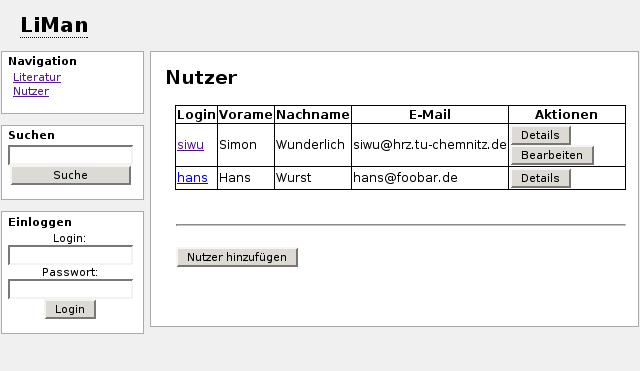 LiMan
Navigation
Literatur
Nutzer
Suchen
Suche
Einloggen
Login:
Passwort:
Login
Nutzer
Login Vorame Nachname E-Mail Aktionen
siwu Simon Wunderlich siwu@hrz.tu-chemnitz.de Details
Bearbeiten
hans Hans Wurst hans@foobar.de Details
Nutzer hinzufügen